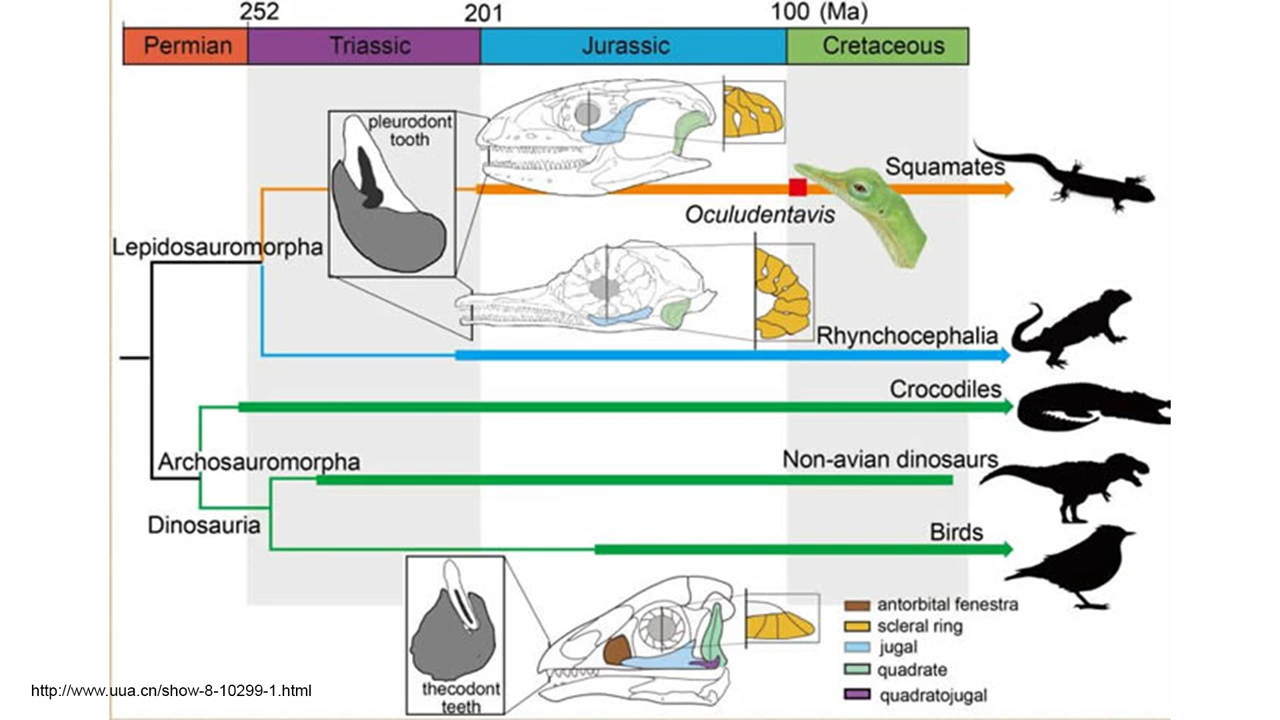 252 201 100 (Ma)
Permian Triassic Jurassic Cretaceous
pleurodont
tooth
Squamates
Oculudentavis
Lepidosauromorpha
Rhynchocephalia
Crocodiles
Archosauromorpha
Non-avian dinosaurs
Dinosauria
Birds
thecodont
teeth
antorbital fenestra
scleral ring
jugal
quadrate
quadratojugal
http://www.uua.cn/show-8-10299-1.html